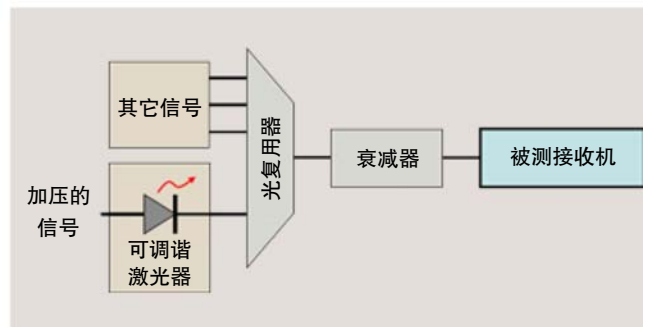 其它信号
光复用器
衰减器
被测接收机
加压的
信号
可调谐
激光器